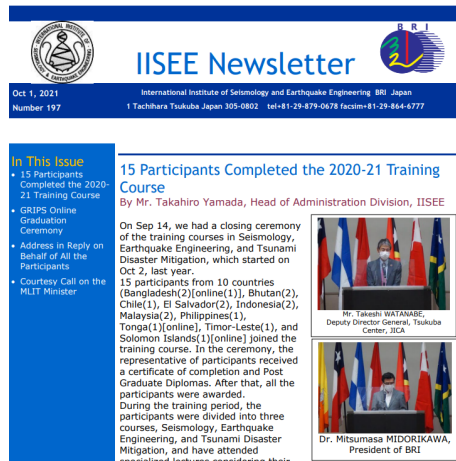 IISEE Newsletter
B R I
Oct 1, 2021
Number 197
International Institute of Seismology and Earthquake Engineering  BRI  Japan
1 Tachihara Tsukuba Japan 305-0802   tel+81-29-879-0678 facsim+81-29-864-6777
In This Issue
• 15 Participants
Completed the 2020-
21 Training Course
• GRIPS Online
Graduation
Ceremony
• Address in Reply on
Behalf of All the
Participants
• Courtesy Call on the
MLIT Minister
15 Participants Completed the 2020-21 Training
Course
By Mr. Takahiro Yamada, Head of Administration Division, IISEE
On Sep 14, we had a closing ceremony
of the training courses in Seismology,
Earthquake Engineering, and Tsunami
Disaster Mitigation, which started on
Oct 2, last year.
15 participants from 10 countries
(Bangladesh(2)[online(1)], Bhutan(2),
Chile(1), El Salvador(2), Indonesia(2),
Malaysia(2), Philippines(1),
Tonga(1)[online], Timor-Leste(1), and
Solomon Islands(1)[online] joined the
training course. In the ceremony, the
representative of participants received
a certificate of completion and Post
Graduate Diplomas. After that, all the
participants were awarded.
During the training period, the
participants were divided into three
courses, Seismology, Earthquake
Engineering, and Tsunami Disaster
Mitigation, and have attended
specialized lectures considering their
Mr. Takeshi WATANABE,
Deputy Director General, Tsukuba
Center, JICA
Dr. Mitsumasa MIDORIKAWA,
President of BRI